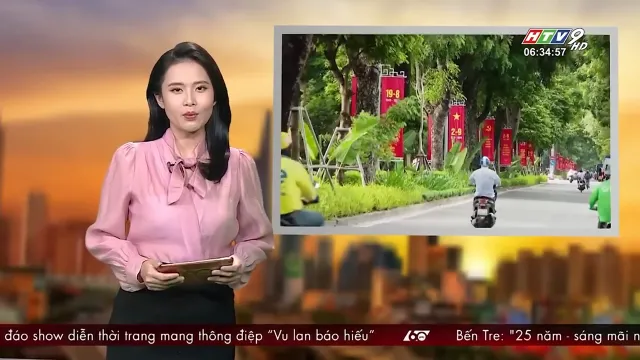 HTV9
HD
06:34:57
19-8
2-9
đáo show diễn thời trang mang thông điệp "Vu lan báo hiếu"
60
Bến Tre: "25 năm - sáng mãi n